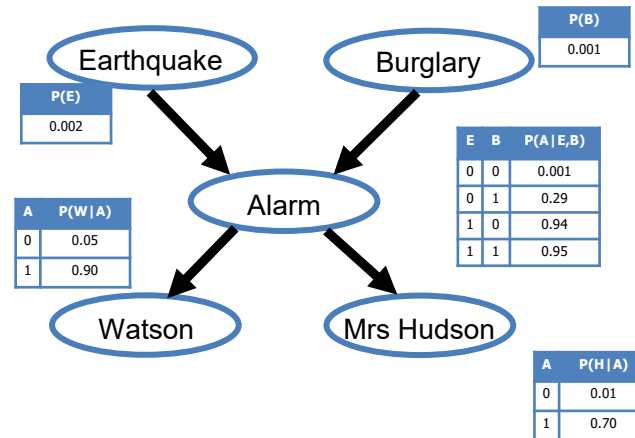 P(B)
0.001
Earthquake
Burglary
P(E)
0.002
E B P(A|E,B)
0 0 0.001
0 1 0.29
1 0 0.94
1 1 0.95
Alarm
A P(W|A)
0 0.05
1 0.90
Watson
Mrs Hudson
A P(H|A)
0 0.01
1 0.70